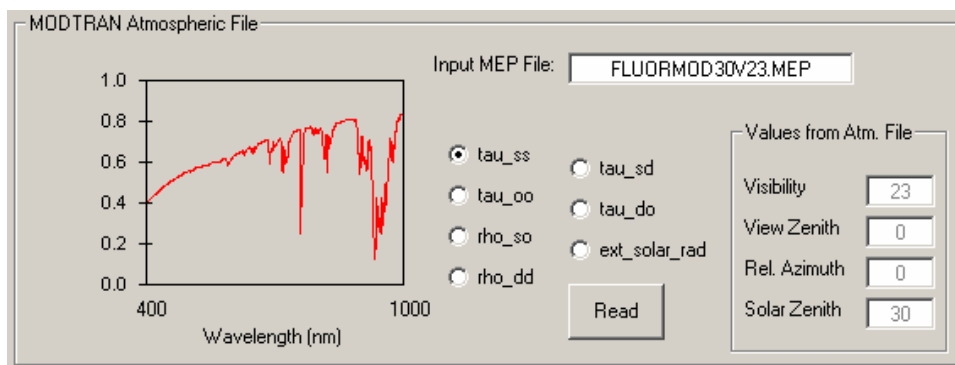 MODTRAN Atmospheric File
Input MEP File: FLUORMOD30V23.MEP
1.0
0.8
0.6
0.4
0.2
0.0
400 1000
Wavelength (nm)
tau_ss
tau_oo
rho_so
rho_dd
tau_sd
tau_do
ext_solar_rad
Read
Values from Atm. File
Visibility 23
View Zenith 0
Rel. Azimuth 0
Solar Zenith 30